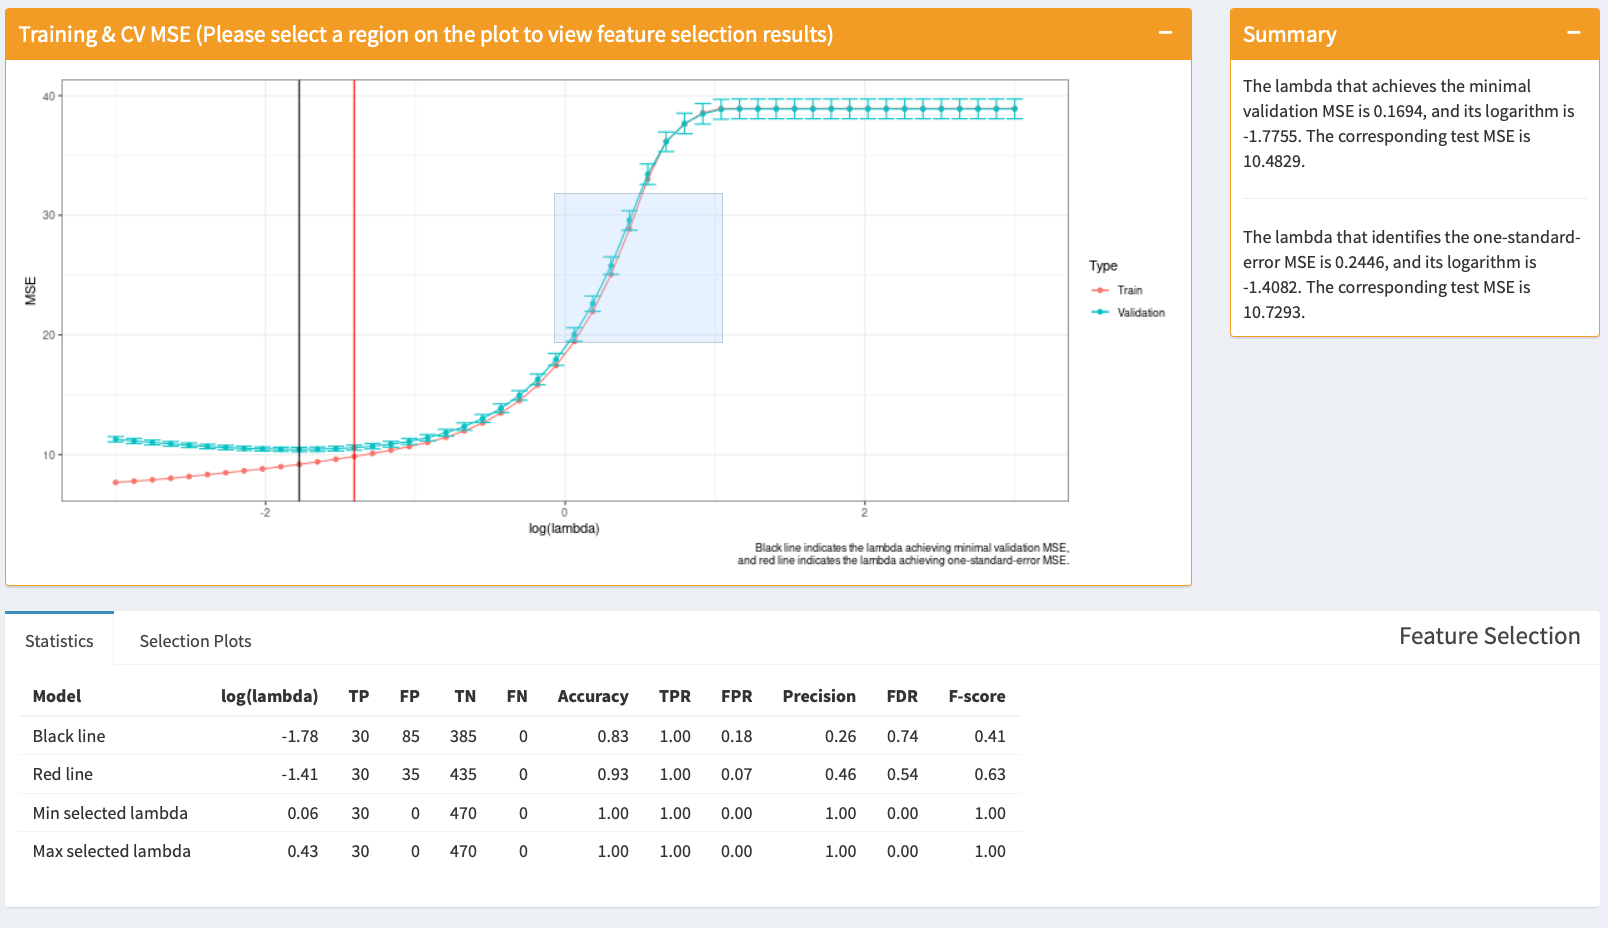 Training & CV MSE (Please select a region on the plot to view feature selection results)
40
30
20
10
MSE
-2
0
2
log(lambda)
Type
Train
Validation
Black line indicates the lambda achieving minimal validation MSE,
and red line indicates the lambda achieving one-standard-error MSE.
Summary
The lambda that achieves the minimal
validation MSE is 0.1694, and its logarithm is
-1.7755. The corresponding test MSE is
10.4829.
The lambda that identifies the one-standard-
error MSE is 0.2446, and its logarithm is
-1.4082. The corresponding test MSE is
10.7293.
Statistics Selection Plots Feature Selection
Model log(lambda) TP FP TN FN Accuracy TPR FPR Precision FDR F-score
Black line -1.78 30 85 385 0 0.83 1.00 0.18 0.26 0.74 0.41
Red line -1.41 30 35 435 0 0.93 1.00 0.07 0.46 0.54 0.63
Min selected lambda 0.06 30 0 470 0 1.00 1.00 0.00 1.00 0.00 1.00
Max selected lambda 0.43 30 0 470 0 1.00 1.00 0.00 1.00 0.00 1.00